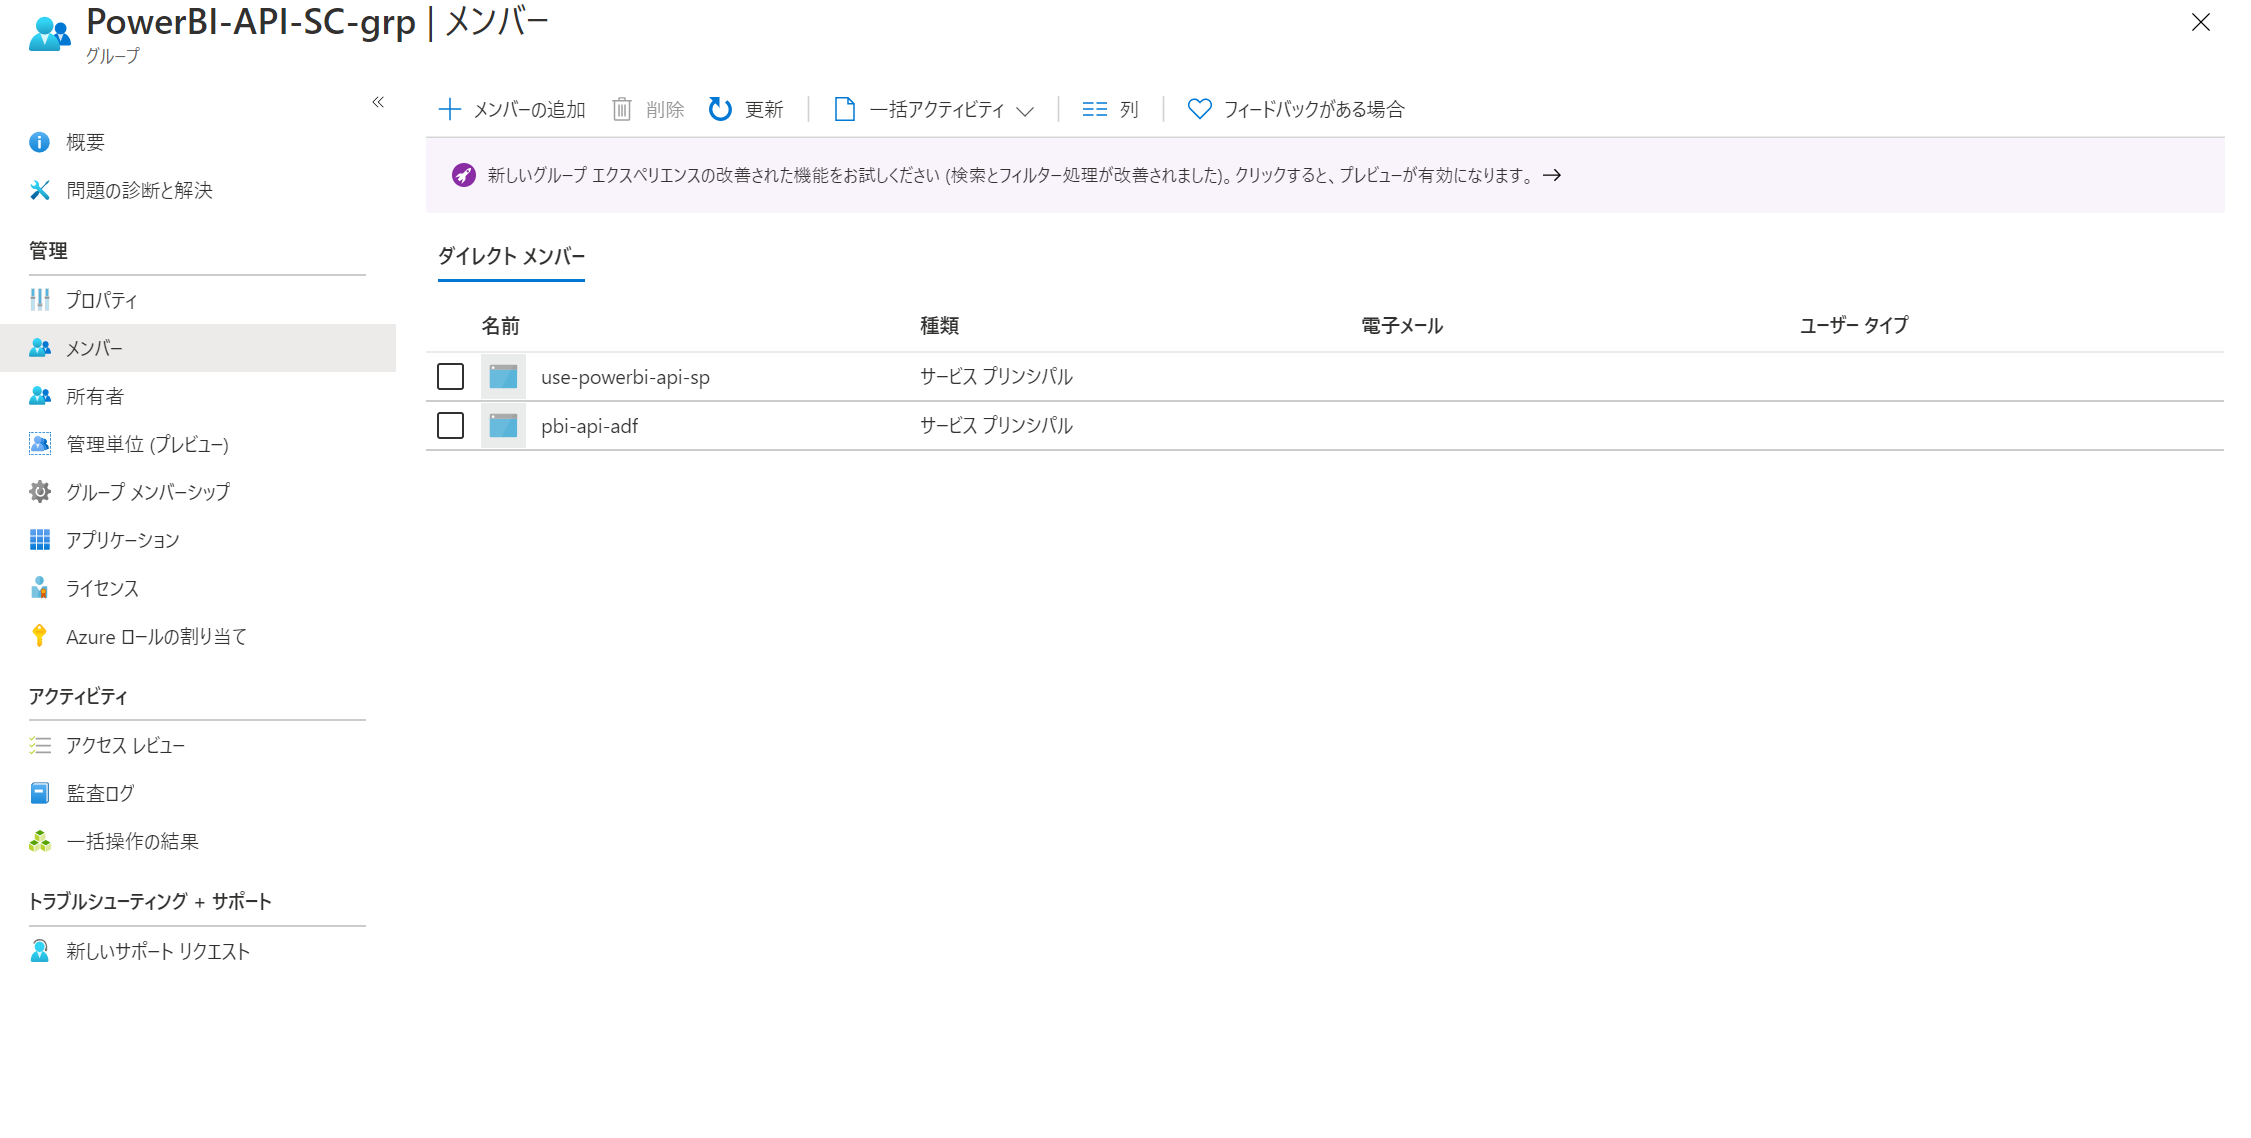 PowerBI-API-SC-grp | メンバー
グループ
概要
問題の診断と解決
管理
プロパティ
メンバー
所有者
管理単位 (プレビュー)
グループ メンバーシップ
アプリケーション
ライセンス
Azure ロールの割り当て
アクティビティ
アクセス レビュー
監査ログ
一括操作の結果
トラブルシューティング + サポート
新しいサポート リクエスト
メンバーの追加 削除 更新 一括アクティビティ 列 フィードバックがある場合
新しいグループ エクスペリエンスの改善された機能をお試しください (検索とフィルター処理が改善されました)。クリックすると、プレビューが有効になります。 →
ダイレクト メンバー
名前 種類 電子メール ユーザー タイプ
use-powerbi-api-sp サービス プリンシパル
pbi-api-adf サービス プリンシパル